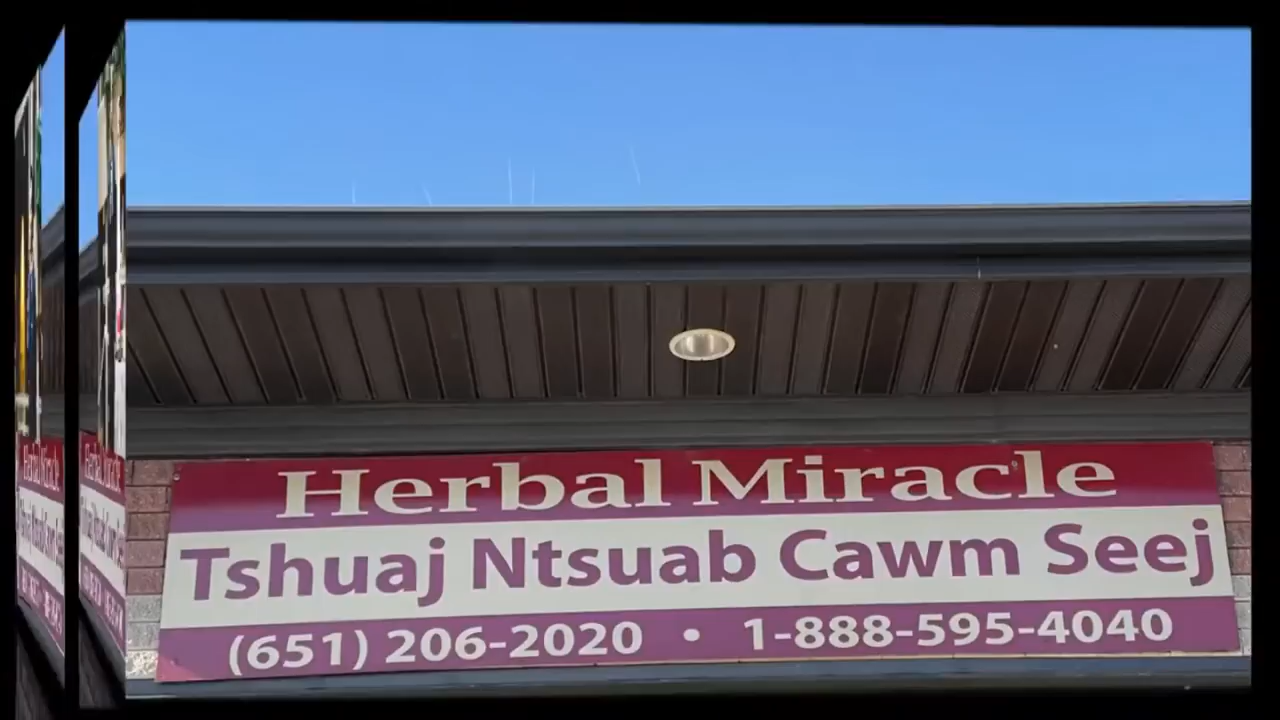 Herbal Miracle
Tshuaj Ntsuab Cawm Seej
(651) 206-2020 • 1-888-595-4040